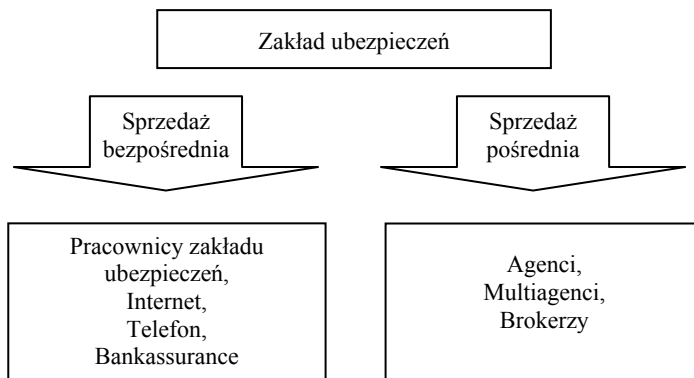 Zakład ubezpieczeń
Sprzedaż
bezpośrednia
Sprzedaż
pośrednia
Pracownicy zakładu
ubezpieczeń,
Internet,
Telefon,
Bankassurance
Agenci,
Multiagenci,
Brokerzy